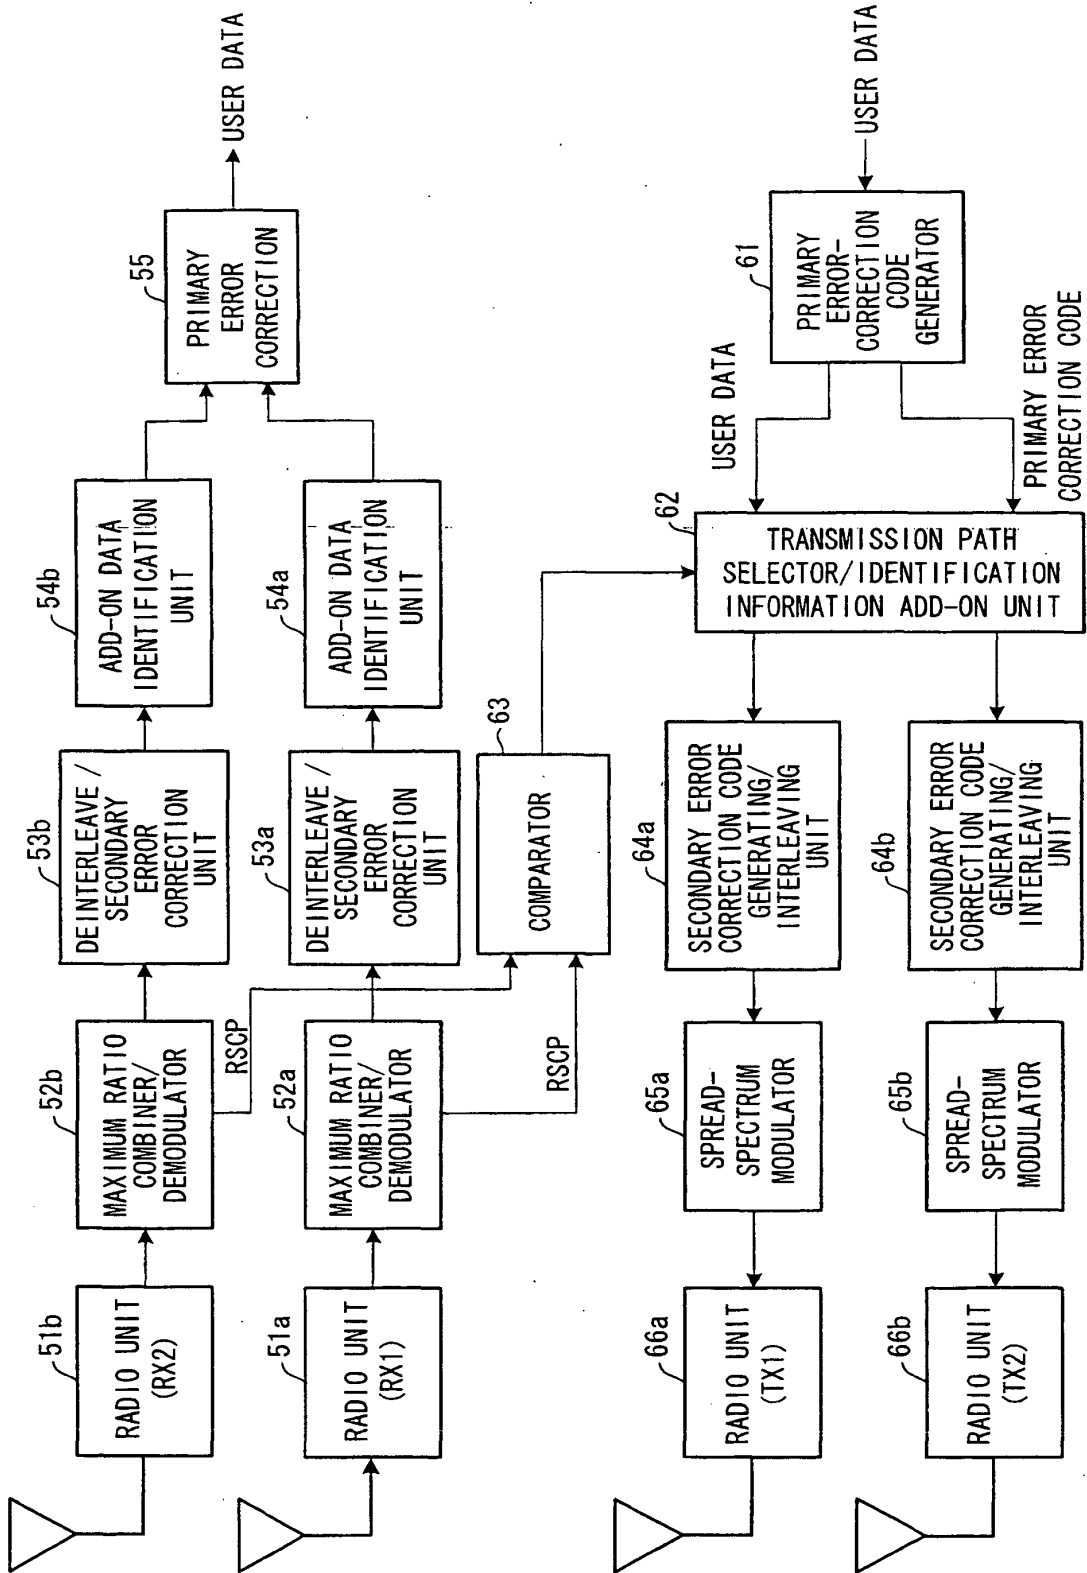 51b
RADIO UNIT
(RX2)
52b
MAXIMUM RATIO
COMBINER/
DEMODULATOR
RSCP
53b
DEINTERLEAVE/
SECONDARY
ERROR
CORRECTION
UNIT
54b
ADD-ON DATA
IDENTIFICATION
UNIT
55
PRIMARY
ERROR
CORRECTION
USER DATA
51a
RADIO UNIT
(RX1)
52a
MAXIMUM RATIO
COMBINER/
DEMODULATOR
RSCP
53a
DEINTERLEAVE/
SECONDARY
ERROR
CORRECTION
UNIT
54a
ADD-ON DATA
IDENTIFICATION
UNIT
63
COMPARATOR
66a
RADIO UNIT
(TX1)
65a
SPREAD-
SPECTRUM
MODULATOR
64a
SECONDARY ERROR
CORRECTION CODE
GENERATING/
INTERLEAVING
UNIT
62
TRANSMISSION PATH
SELECTOR/IDENTIFICATION
INFORMATION ADD-ON UNIT
USER DATA
61
PRIMARY
ERROR-
CORRECTION
CODE
GENERATOR
USER DATA
PRIMARY ERROR
CORRECTION CODE
66b
RADIO UNIT
(TX2)
65b
SPREAD-
SPECTRUM
MODULATOR
64b
SECONDARY ERROR
CORRECTION CODE
GENERATING/
INTERLEAVING
UNIT